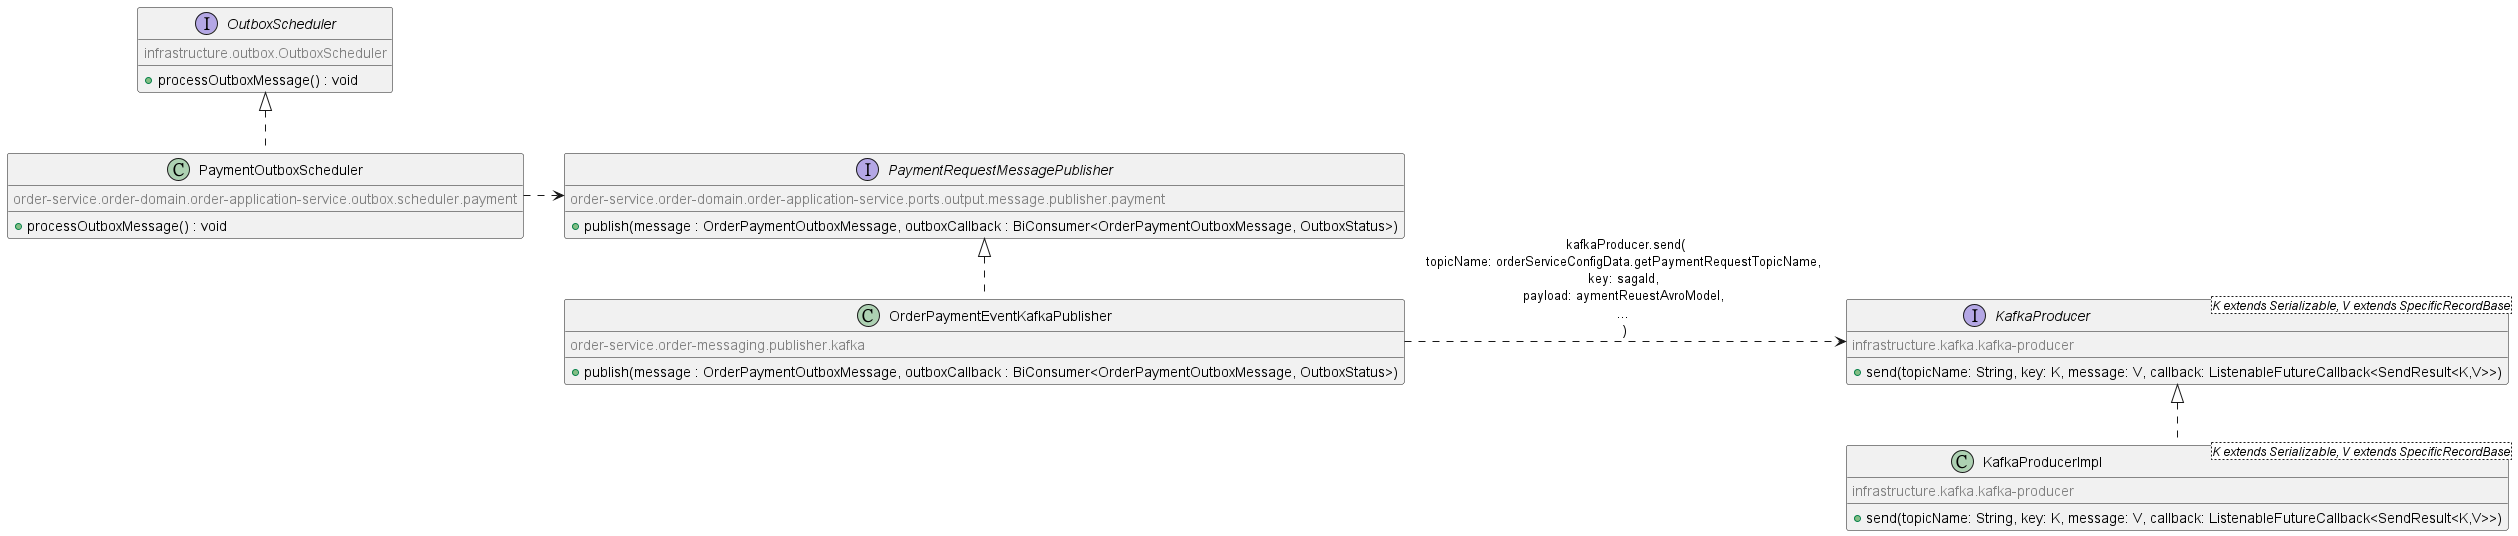 I OutboxScheduler
infrastructure.outbox.OutboxScheduler
processOutboxMessage() : void
C PaymentOutboxScheduler
order-service.order-domain.order-application-service.outbox.scheduler.payment
processOutboxMessage() : void
I PaymentRequestMessagePublisher
order-service.order-domain.order-application-service.ports.output.message.publisher.payment
publish(message : OrderPaymentOutboxMessage, outboxCallback : BiConsumer<OrderPaymentOutboxMessage, OutboxStatus>)
C OrderPaymentEventKafkaPublisher
order-service.order-messaging.publisher.kafka
publish(message : OrderPaymentOutboxMessage, outboxCallback : BiConsumer<OrderPaymentOutboxMessage, OutboxStatus>)
kafkaProducer.send(
topicName: orderServiceConfigData.getPaymentRequestTopicName,
key: sagaId,
payload: aymentReuestAvroModel,
...
)
K extends Serializable, V extends SpecificRecordBase
I KafkaProducer
infrastructure.kafka.kafka-producer
send(topicName: String, key: K, message: V, callback: ListenableFutureCallback<SendResult<K,V>>)
K extends Serializable, V extends SpecificRecordBase
C KafkaProducerImpl
infrastructure.kafka.kafka-producer
send(topicName: String, key: K, message: V, callback: ListenableFutureCallback<SendResult<K,V>>)